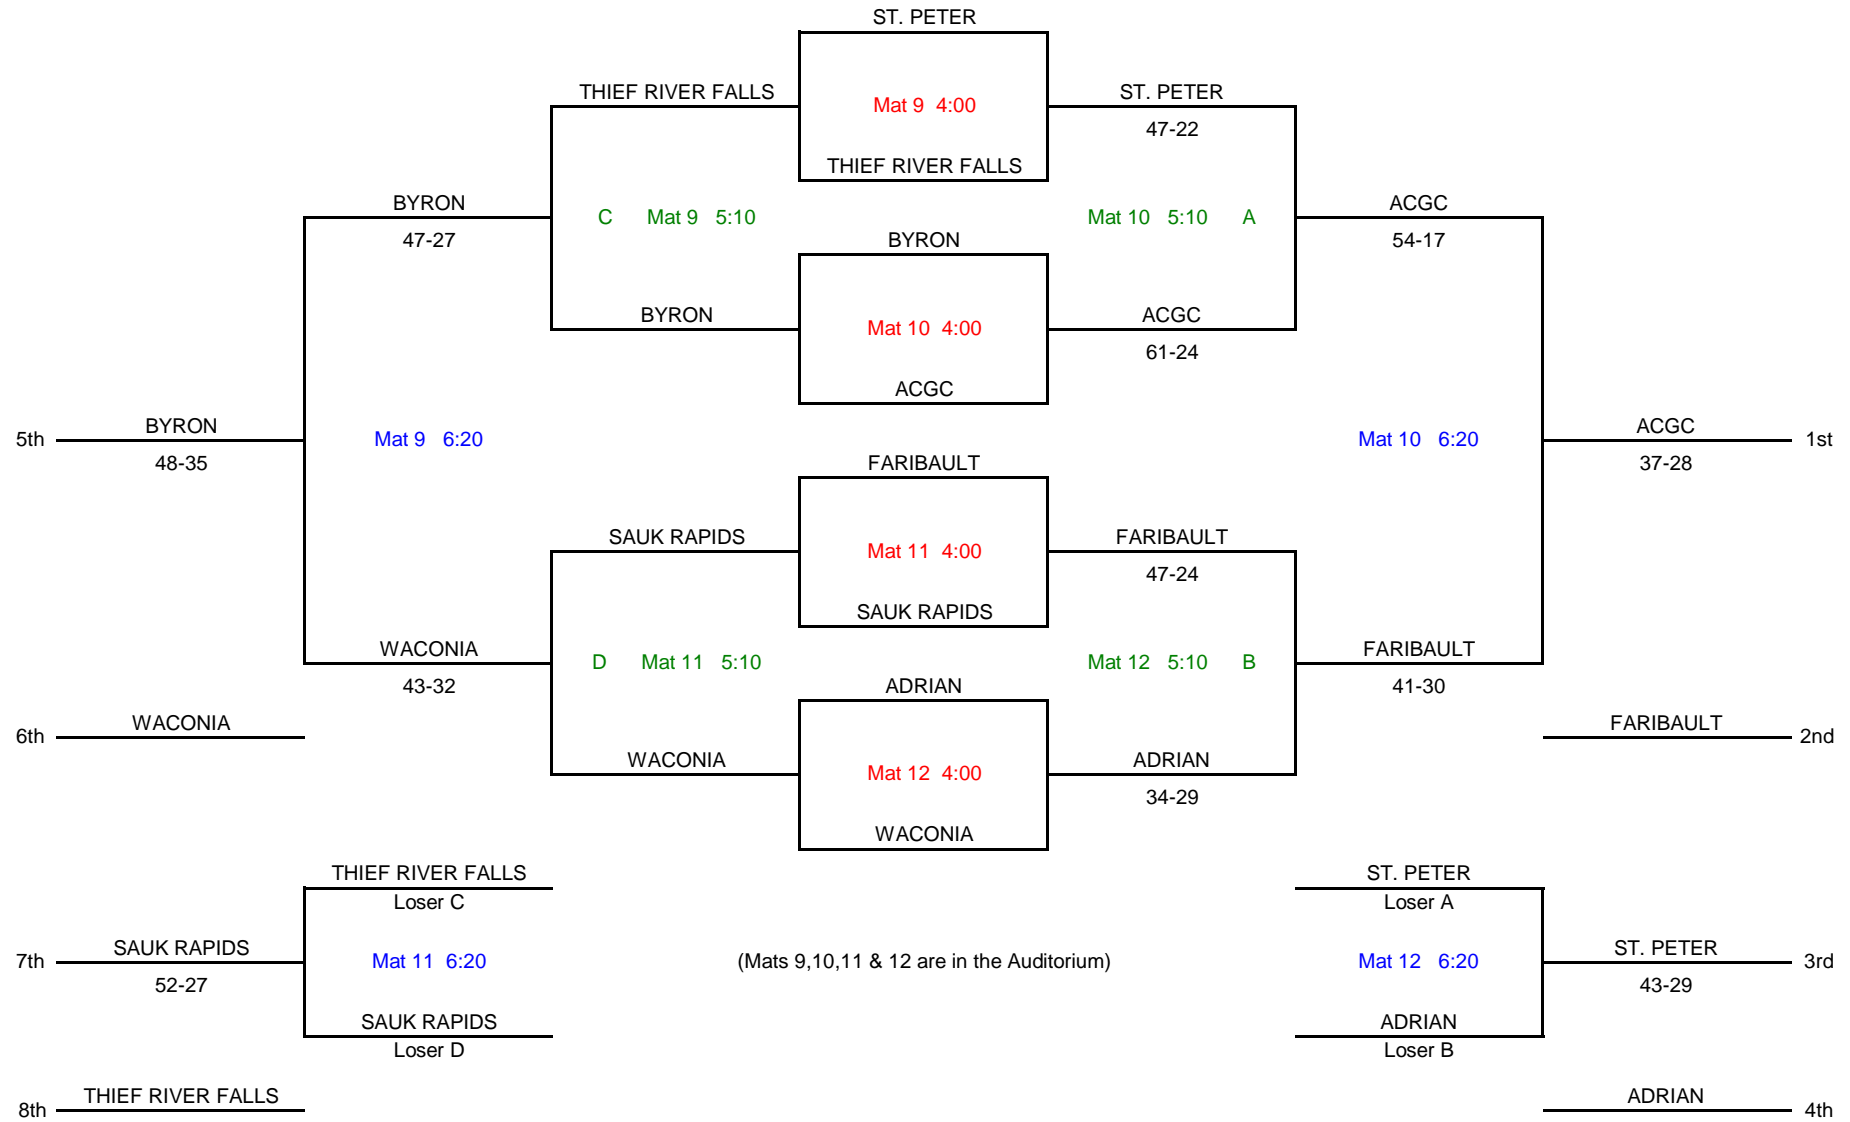 ST. PETER
THIEF RIVER FALLS
Mat 9 4:00
ST. PETER
47-22
THIEF RIVER FALLS
BYRON
47-27
C Mat 9 5:10
Mat 10 5:10 A
ACGC
54-17
BYRON
BYRON
Mat 10 4:00
ACGC
61-24
ACGC
5th
BYRON
48-35
Mat 9 6:20
Mat 10 6:20
ACGC
37-28
1st
FARIBAULT
SAUK RAPIDS
Mat 11 4:00
FARIBAULT
47-24
SAUK RAPIDS
WACONIA
43-32
D Mat 11 5:10
Mat 12 5:10 B
FARIBAULT
41-30
ADRIAN
6th
WACONIA
FARIBAULT
2nd
WACONIA
Mat 12 4:00
ADRIAN
34-29
WACONIA
THIEF RIVER FALLS
Loser C
ST. PETER
Loser A
7th
SAUK RAPIDS
52-27
Mat 11 6:20
(Mats 9,10,11 & 12 are in the Auditorium)
Mat 12 6:20
ST. PETER
43-29
3rd
SAUK RAPIDS
Loser D
ADRIAN
Loser B
8th
THIEF RIVER FALLS
ADRIAN
4th